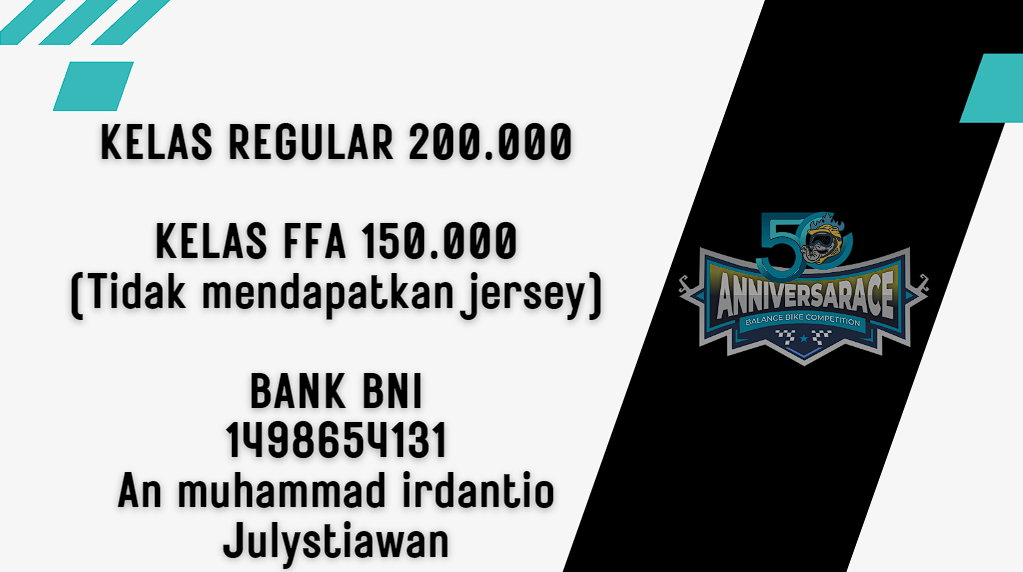 KELAS REGULAR 200.000
KELAS FFA 150.000
(Tidak mendapatkan jersey)
BANK BNI
1498654131
An muhammad irdantio
Julystiawan
50
ANNIVERSARACE
BALANCE BIKE COMPETITION